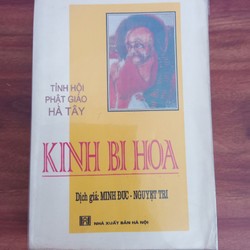 TỈNH HỘI
PHẬT GIÁO
HÀ TÂY
KINH BI HOA
Dịch giả: MINH ĐỨC - NGUYỆT TRÍ
NHÀ XUẤT BẢN HÀ NỘI